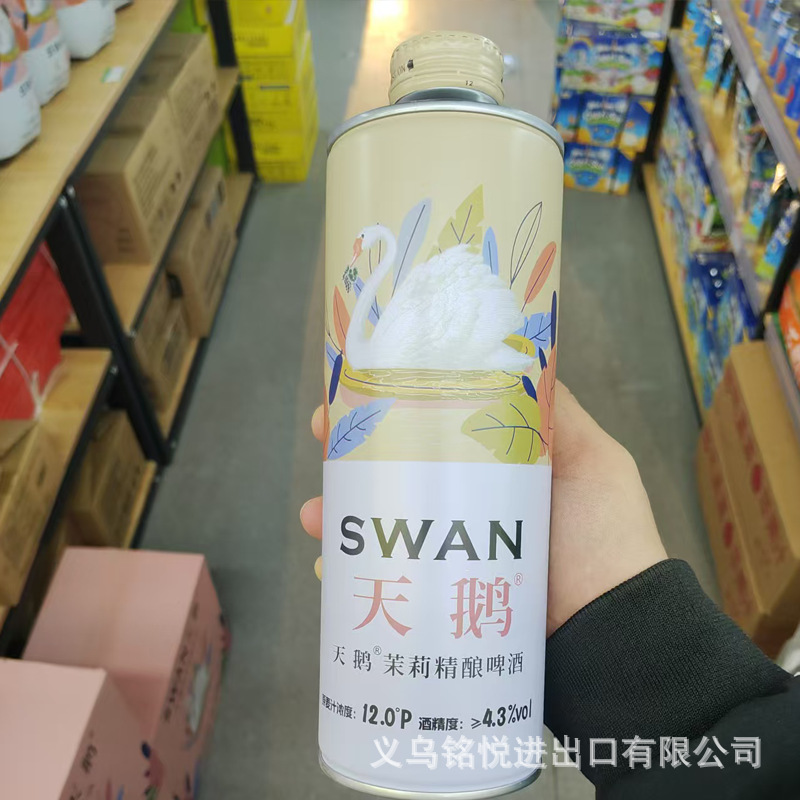 SWAN
天鹅®
天鹅®茉莉精酿啤酒
原麦汁浓度：12.0°P 酒精度：≥4.3%vol
义乌铭悦进出口有限公司
SWAN